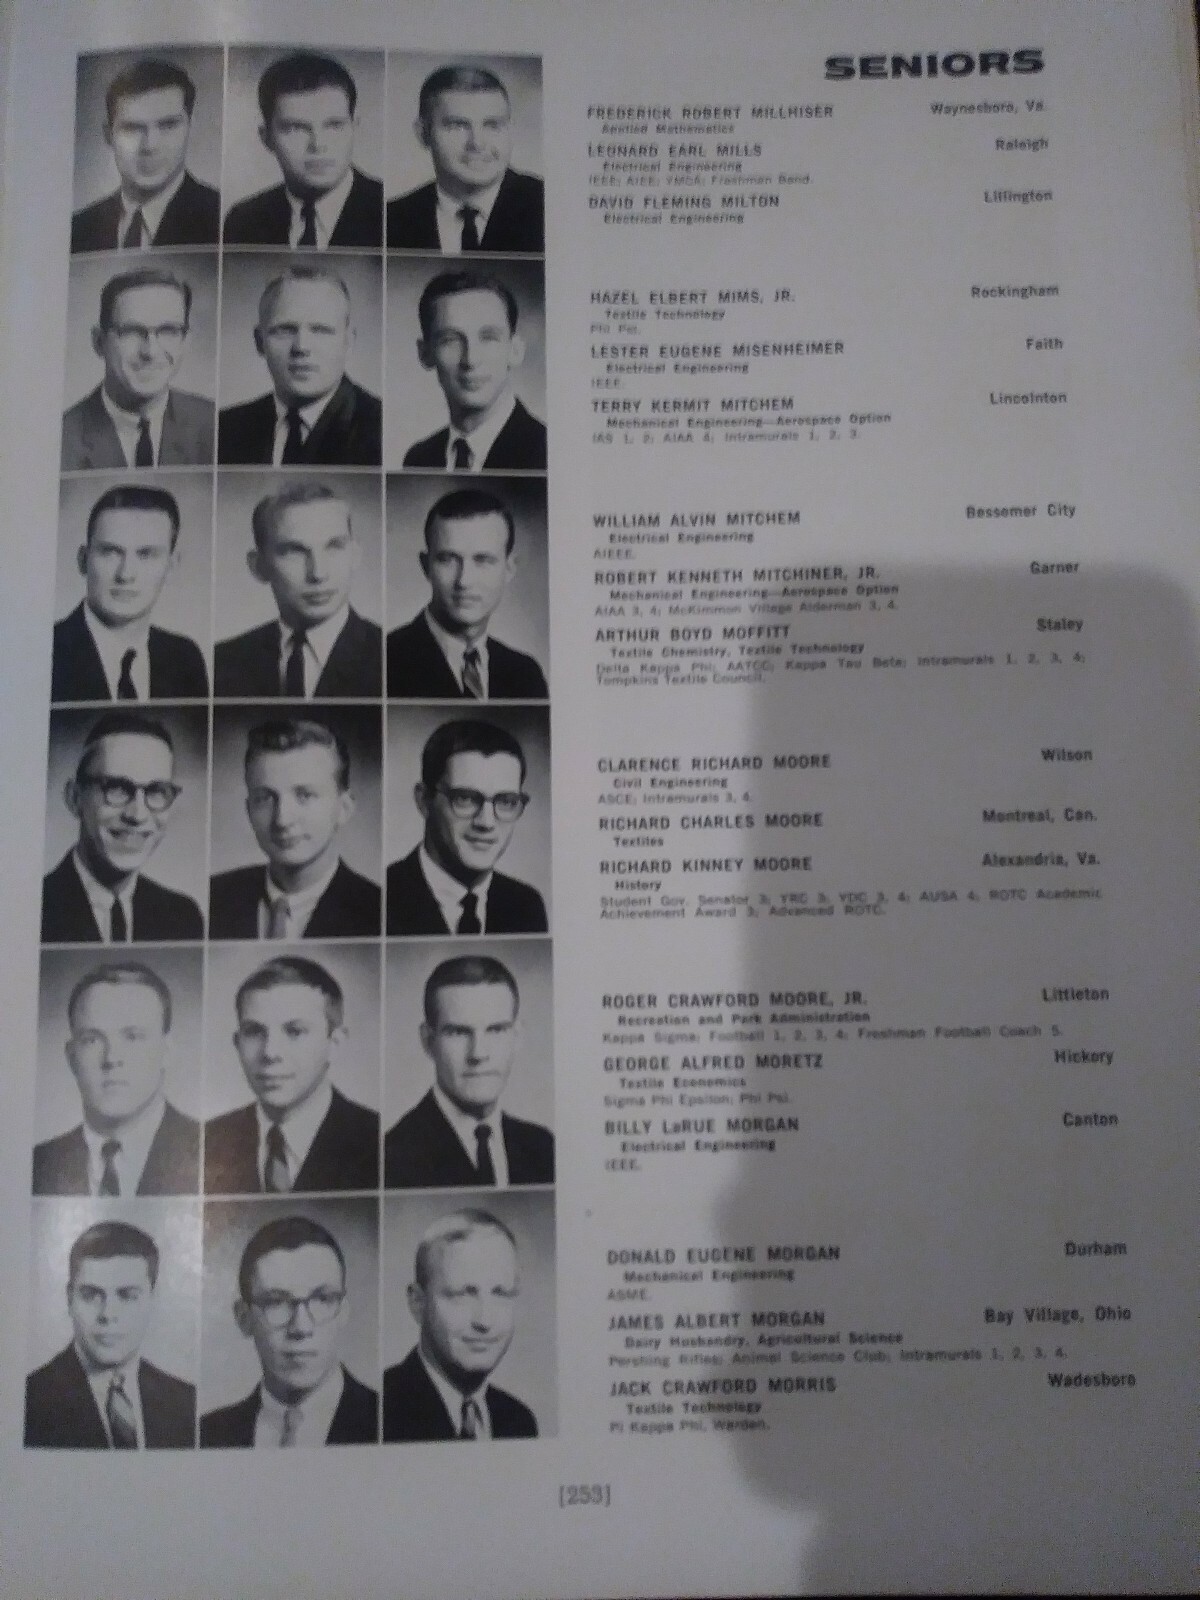 SENIORS
FREDERICK ROBERT MILLHISER Waynesboro, Va.
Applied Mathematics
LEONARD EARL MILLS Raleigh
Electrical Engineering
IEEE; AIEE; YMCA; Freshman Band.
DAVID FLEMING MILTON Lillington
Electrical Engineering
HAZEL ELBERT MIMS, JR. Rockingham
Textile Technology
Phi Psi.
LESTER EUGENE MISENHEIMER Faith
Electrical Engineering
IEEE.
TERRY KERMIT MITCHEM Lincolnton
Mechanical Engineering—Aerospace Option
IAS 1, 2; AIAA 4; Intramurals 1, 2, 3.
WILLIAM ALVIN MITCHEM Bessemer City
Electrical Engineering
AIEEE.
ROBERT KENNETH MITCHINER, JR. Garner
Mechanical Engineering—Aerospace Option
AIAA 3, 4; McKimmon Village Alderman 3, 4.
ARTHUR BOYD MOFFITT Staley
Textile Chemistry, Textile Technology
Delta Kappa Phi; AATCC; Kappa Tau Beta; Intramurals 1, 2, 3, 4;
Tompkins Textile Council.
CLARENCE RICHARD MOORE Wilson
Civil Engineering
ASCE; Intramurals 3, 4.
RICHARD CHARLES MOORE Montreal, Can.
Textiles
RICHARD KINNEY MOORE Alexandria, Va.
History
Student Gov. Senator 3; YRC 3; YDC 3, 4; AUSA 4; ROTC Academic
Achievement Award 3; Advanced ROTC.
ROGER CRAWFORD MOORE, JR. Littleton
Recreation and Park Administration
Kappa Sigma; Football 1, 2, 3, 4; Freshman Football Coach 5.
GEORGE ALFRED MORETZ Hickory
Textile Economics
Sigma Phi Epsilon; Phi Psi.
BILLY LaRUE MORGAN Canton
Electrical Engineering
IEEE.
DONALD EUGENE MORGAN Durham
Mechanical Engineering
ASME.
JAMES ALBERT MORGAN Bay Village, Ohio
Dairy Husbandry, Agricultural Science
Pershing Rifles; Animal Science Club; Intramurals 1, 2, 3, 4.
JACK CRAWFORD MORRIS Wadesboro
Textile Technology
Pi Kappa Phi, Warden.
[253]